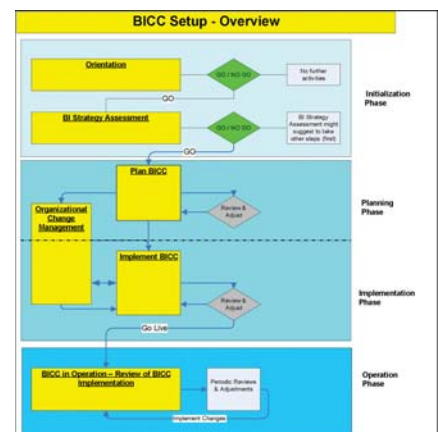 BICC Setup - Overview
Orientation
GO / NO GO
No further
activities
GO
Initialization
Phase
BI Strategy Assessment
GO / NO GO
BI Strategy
Assessment might
suggest to take
other steps (first)
GO
Plan BICC
Review &
Adjust
Planning
Phase
Organizational
Change
Management
Implement BICC
Review &
Adjust
Implementation
Phase
Go Live
BICC in Operation – Review of BICC
Implementation
Periodic Reviews
& Adjustments
Implement Changes
Operation
Phase